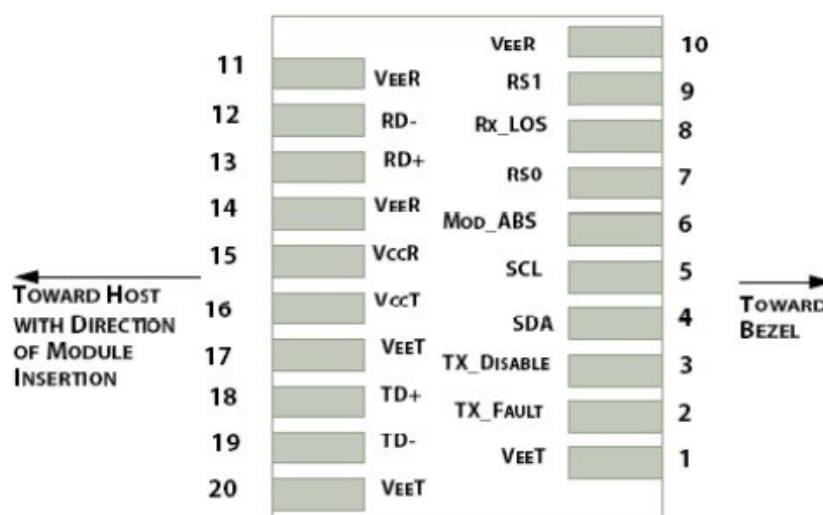 VEER 10
11 VEER
RS1 9
12 RD-
RX_LOS 8
13 RD+
RS0 7
14 VEER
MOD_ABS 6
15 VCCR
SCL 5
TOWARD HOST
WITH DIRECTION
OF MODULE
INSERTION
TOWARD
BEZEL
16 VCCT
SDA 4
17 VEET
TX_DISABLE 3
18 TD+
TX_FAULT 2
19 TD-
VEET 1
20 VEET